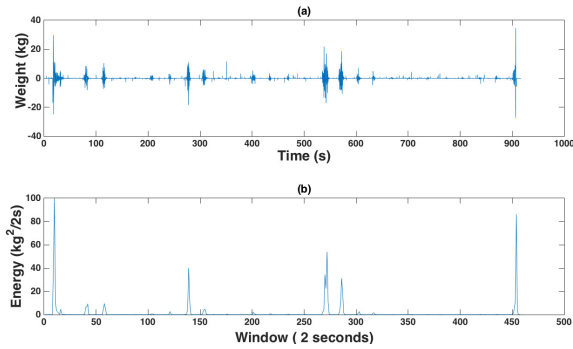 (a)
Weight (kg)
40
20
0
-20
-40
0 100 200 300 400 500 600 700 800 900 1000
Time (s)
(b)
Energy (kg²/2s)
100
80
60
40
20
0
0 50 100 150 200 250 300 350 400 450 500
Window ( 2 seconds)